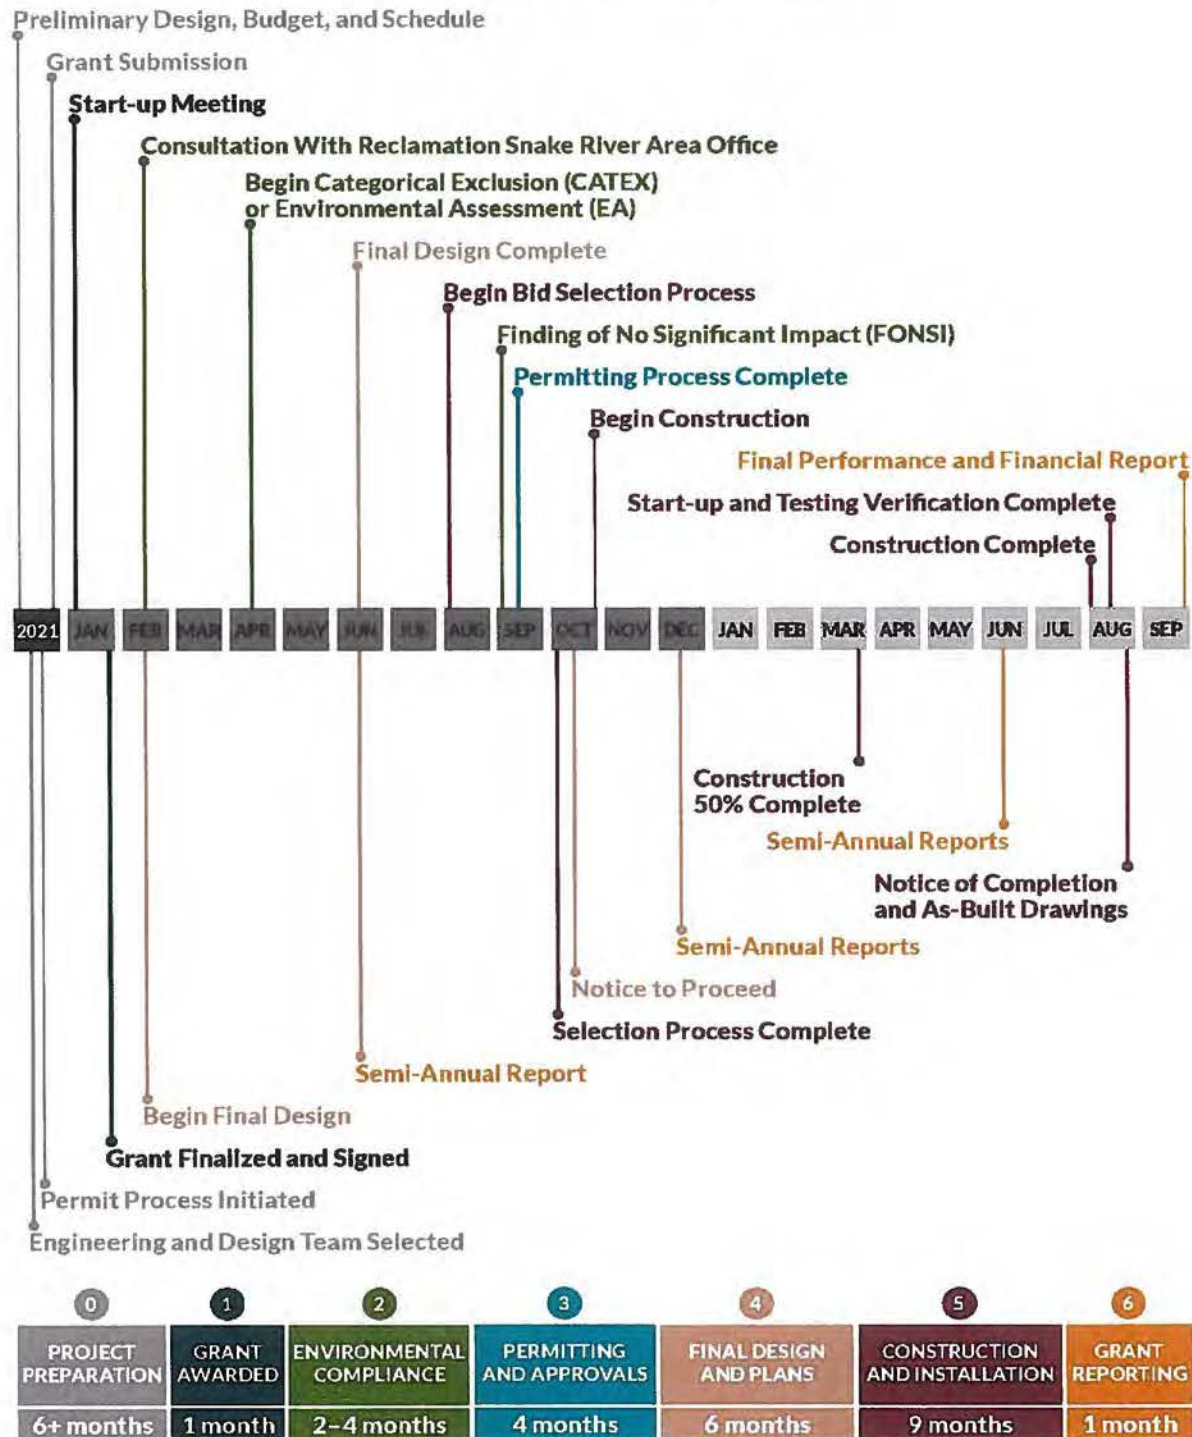 Preliminary Design, Budget, and Schedule
Grant Submission
Start-up Meeting
Consultation With Reclamation Snake River Area Office
Begin Categorical Exclusion (CATEX)
or Environmental Assessment (EA)
Final Design Complete
Begin Bid Selection Process
Finding of No Significant Impact (FONSI)
Permitting Process Complete
Begin Construction
Final Performance and Financial Report
Start-up and Testing Verification Complete
Construction Complete
2021 JAN FEB MAR APR MAY JUN JUL AUG SEP OCT NOV DEC JAN FEB MAR APR MAY JUN JUL AUG SEP
Construction
50% Complete
Semi-Annual Reports
Notice of Completion
and As-Built Drawings
Semi-Annual Reports
Notice to Proceed
Selection Process Complete
Semi-Annual Report
Begin Final Design
Grant Finalized and Signed
Permit Process Initiated
Engineering and Design Team Selected
0 1 2 3 4 5 6
PROJECT PREPARATION
GRANT AWARDED
ENVIRONMENTAL COMPLIANCE
PERMITTING AND APPROVALS
FINAL DESIGN AND PLANS
CONSTRUCTION AND INSTALLATION
GRANT REPORTING
6+ months 1 month 2–4 months 4 months 6 months 9 months 1 month